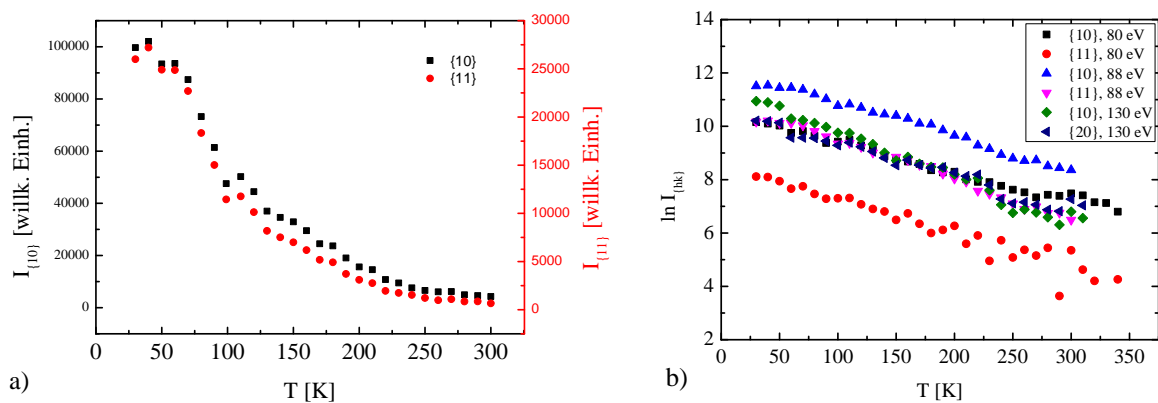 I{10} [willk. Einh.]
100000
80000
60000
40000
20000
0
{10}
{11}
30000
25000
20000
15000
10000
5000
0
I{11} [willk. Einh.]
0 50 100 150 200 250 300
T [K]
a)
ln I{hk}
14
12
10
8
6
4
2
{10}, 80 eV
{11}, 80 eV
{10}, 88 eV
{11}, 88 eV
{10}, 130 eV
{20}, 130 eV
0 50 100 150 200 250 300 350
T [K]
b)